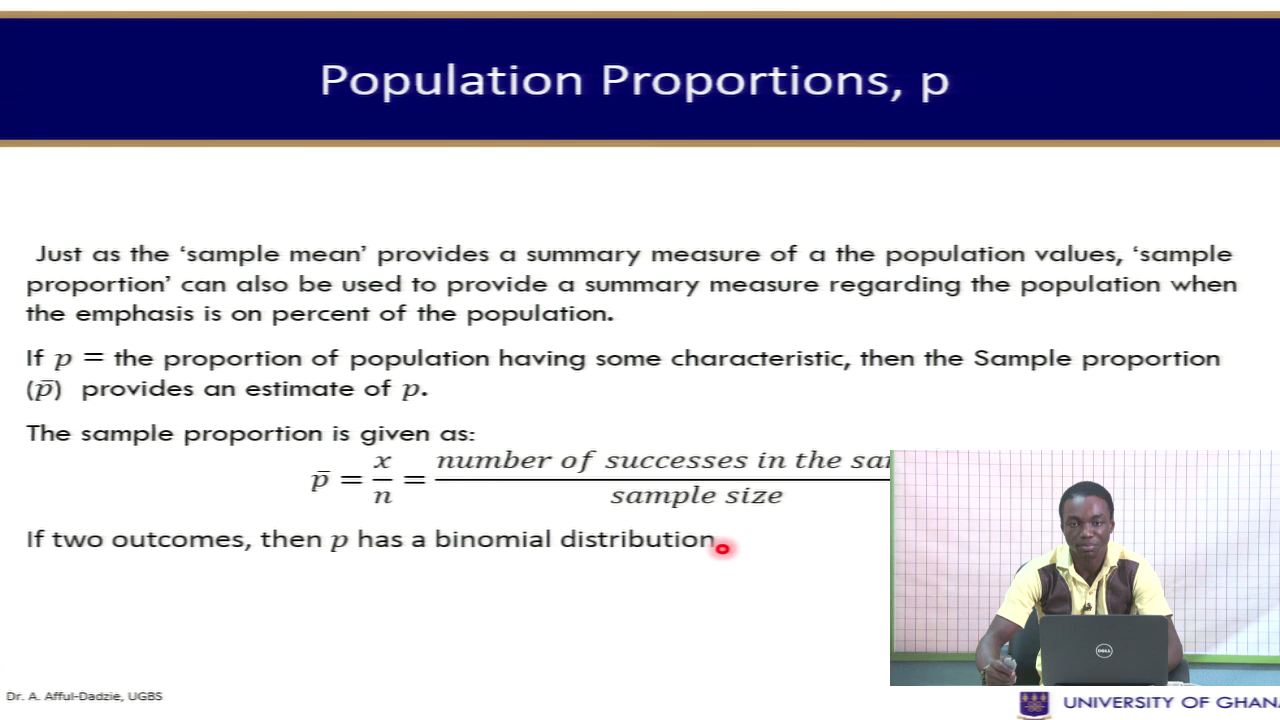 Population Proportions, p
Just as the ‘sample mean’ provides a summary measure of a the population values, ‘sample
proportion’ can also be used to provide a summary measure regarding the population when
the emphasis is on percent of the population.
If p = the proportion of population having some characteristic, then the Sample proportion
(p̄) provides an estimate of p.
The sample proportion is given as:
p̄ = x/n = number of successes in the sa
sample size
If two outcomes, then p has a binomial distribution.
DELL
Dr. A. Afful-Dadzie, UGBS
UNIVERSITY OF GHAN